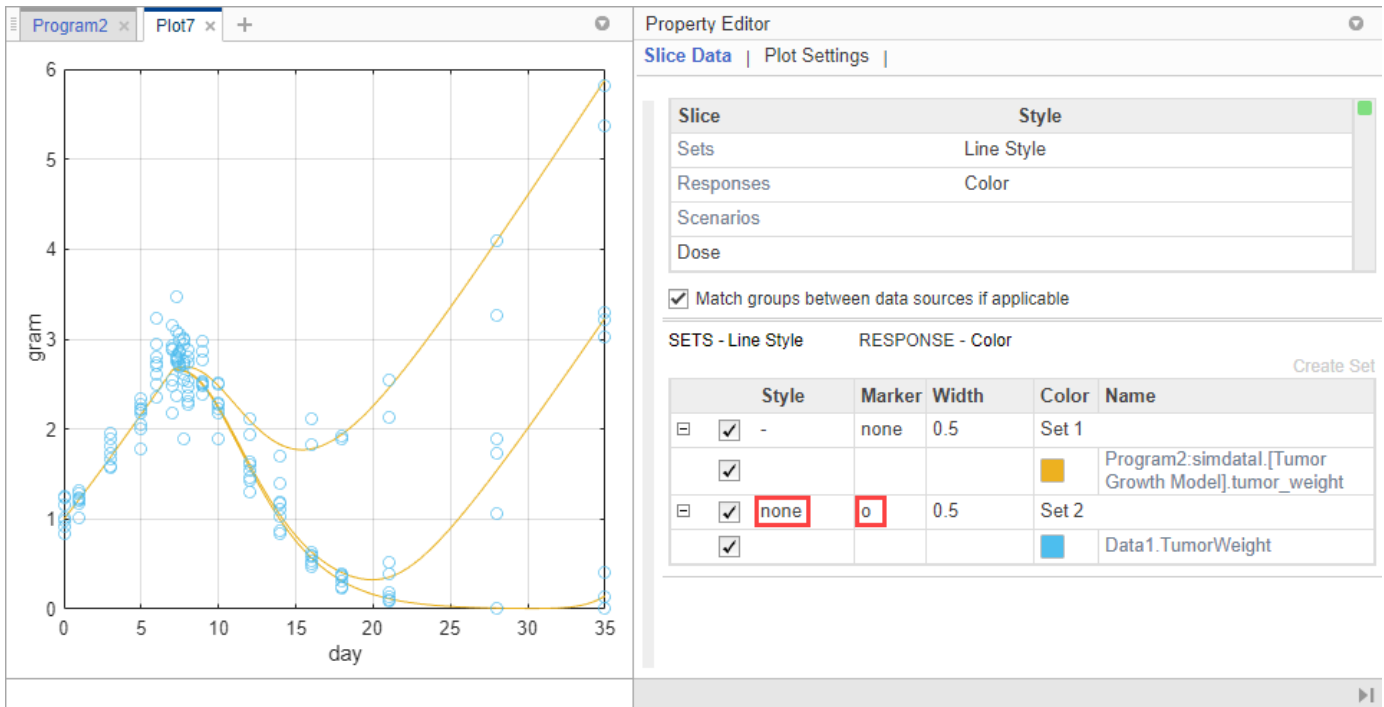 Program2 × Plot7 × +
6
5
4
3
2
1
0
gram
0 5 10 15 20 25 30 35
day
Property Editor
Slice Data | Plot Settings |
Slice Style
Sets Line Style
Responses Color
Scenarios
Dose
Match groups between data sources if applicable
SETS - Line Style RESPONSE - Color
Create Set
Style Marker Width Color Name
- none 0.5 Set 1
Program2:simdataI.[Tumor
Growth Model].tumor_weight
none o 0.5 Set 2
Data1.TumorWeight